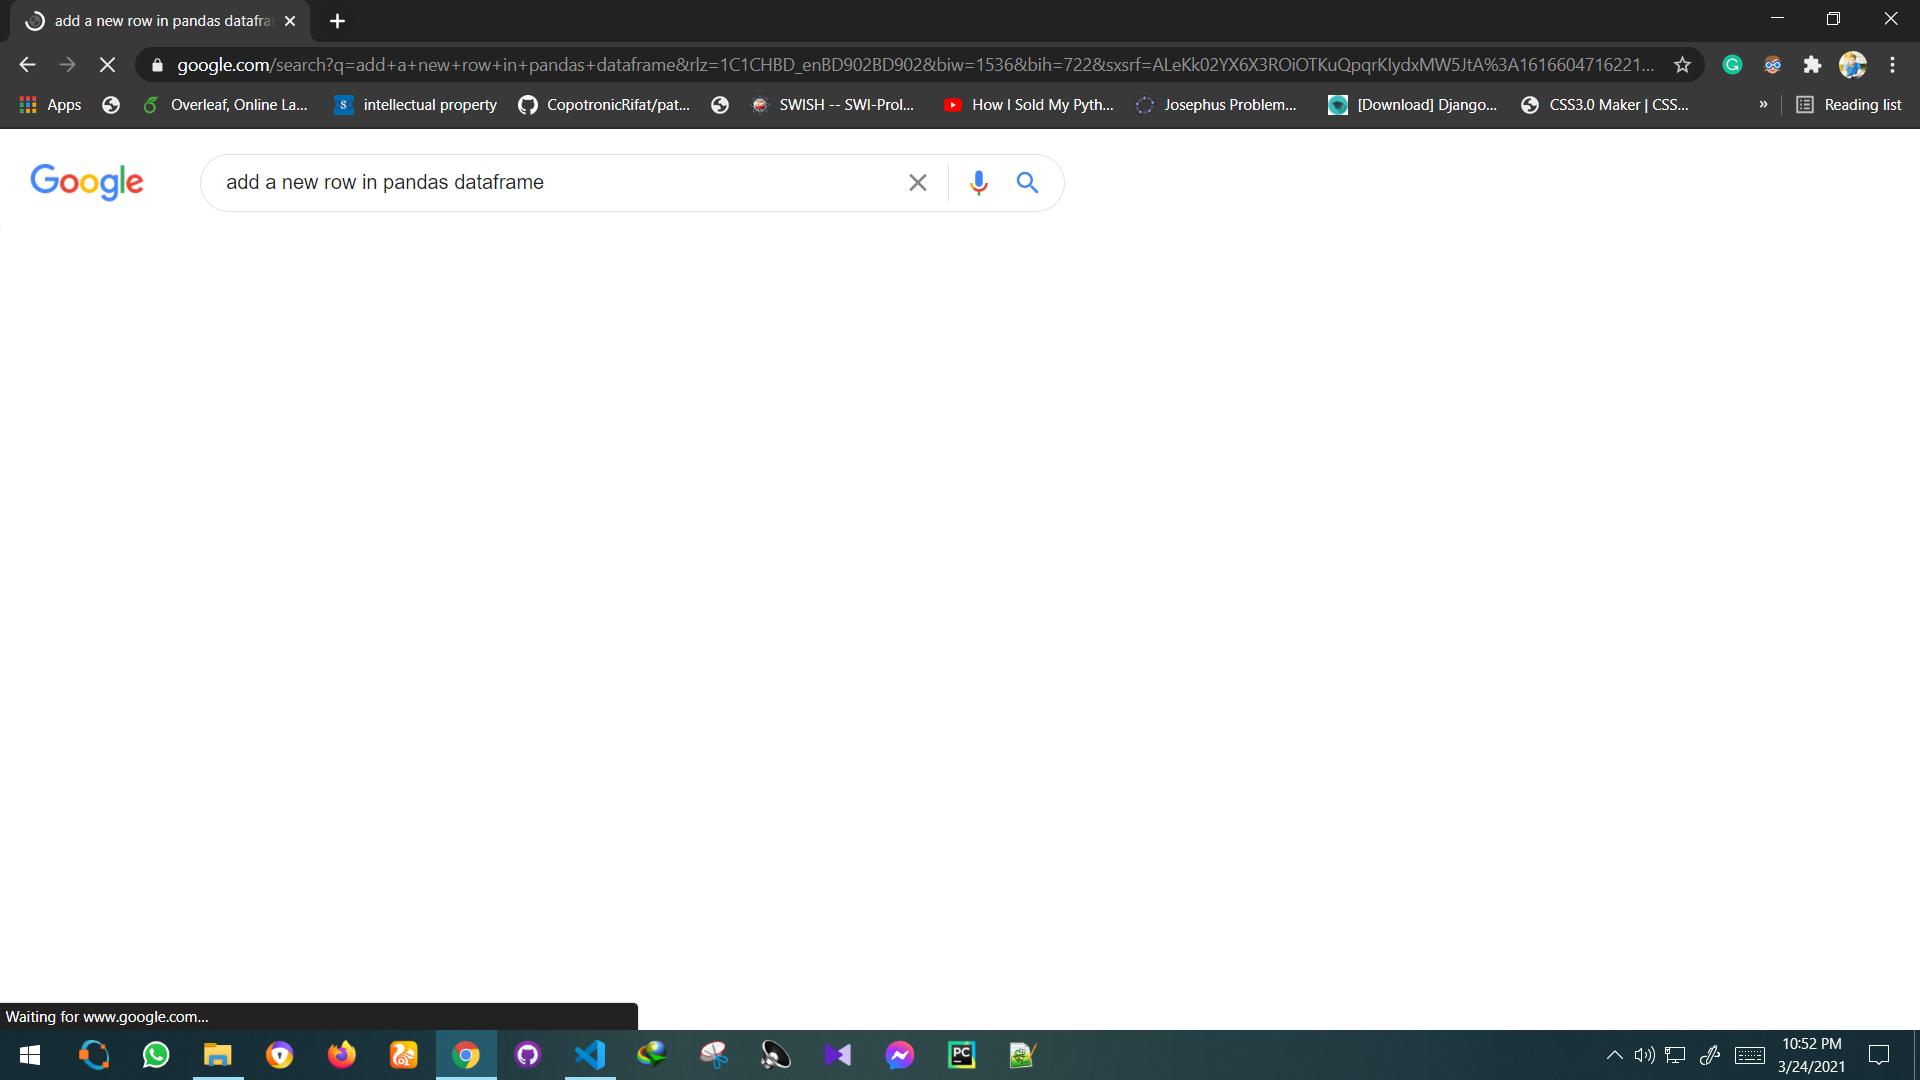 add a new row in pandas datafra
google.com/search?q=add+a+new+row+in+pandas+dataframe&rlz=1C1CHBD_enBD902BD902&biw=1536&bih=722&sxsrf=ALeKk02YX6X3ROiOTKuQpqrKIydxMW5JtA%3A1616604716221...
Apps
Overleaf, Online La...
intellectual property
CopotronicRifat/pat...
SWISH -- SWI-Prol...
How I Sold My Pyth...
Josephus Problem...
[Download] Django...
CSS3.0 Maker | CSS...
»
Reading list
Google
add a new row in pandas dataframe
Waiting for www.google.com...
10:52 PM
3/24/2021